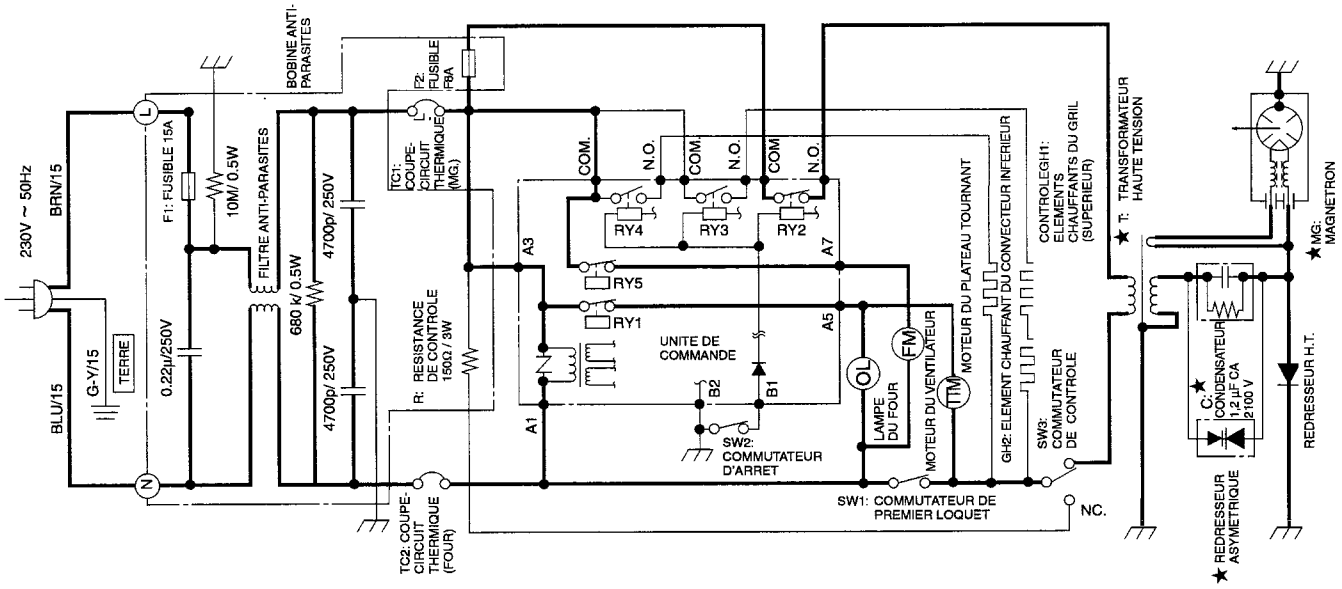 230V ~ 50Hz
BRN/15
BLU/15
G-Y/15
TERRE
L
N
F1: FUSIBLE 15A
10M/ 0.5W
0.22µ/250V
FILTRE ANTI-PARASITES
680 k/ 0.5W
4700p/ 250V
4700p/ 250V
BOBINE ANTI-
PARASITES
F2:
FUSIBLE
F8A
TC1:
COUPE-
CIRCUIT
THERMIQUE
(MG.)
TC2: COUPE-
CIRCUIT
THERMIQUE
(FOUR)
R: RESISTANCE
DE CONTROLE
150Ω / 3W
A1
A3
COM.
N.O.
COM.
N.O.
COM
N.O.
RY4
RY3
RY2
RY5
RY1
A7
A5
UNITE DE
COMMANDE
B2
B1
SW2:
COMMUTATEUR
D'ARRET
OL
LAMPE
DU FOUR
FM
MOTEUR DU VENTILATEUR
TTM
MOTEUR DU PLATEAU TOURNANT
SW1: COMMUTATEUR DE
PREMIER LOQUET
GH2: ELEMENT CHAUFFANT DU CONVECTEUR INFERIEUR
CONTROLEGH1:
ELEMENTS
CHAUFFANTS DU GRIL
(SUPERIEUR)
SW3:
COMMUTATEUR
DE CONTROLE
NC.
★ T: TRANSFORMATEUR
HAUTE TENSION
C: ★
CONDENSATEUR
1,2 µF CA
2100 V
★ REDRESSEUR
ASYMETRIQUE
REDRESSEUR H.T.
★ MG:
MAGNETRON